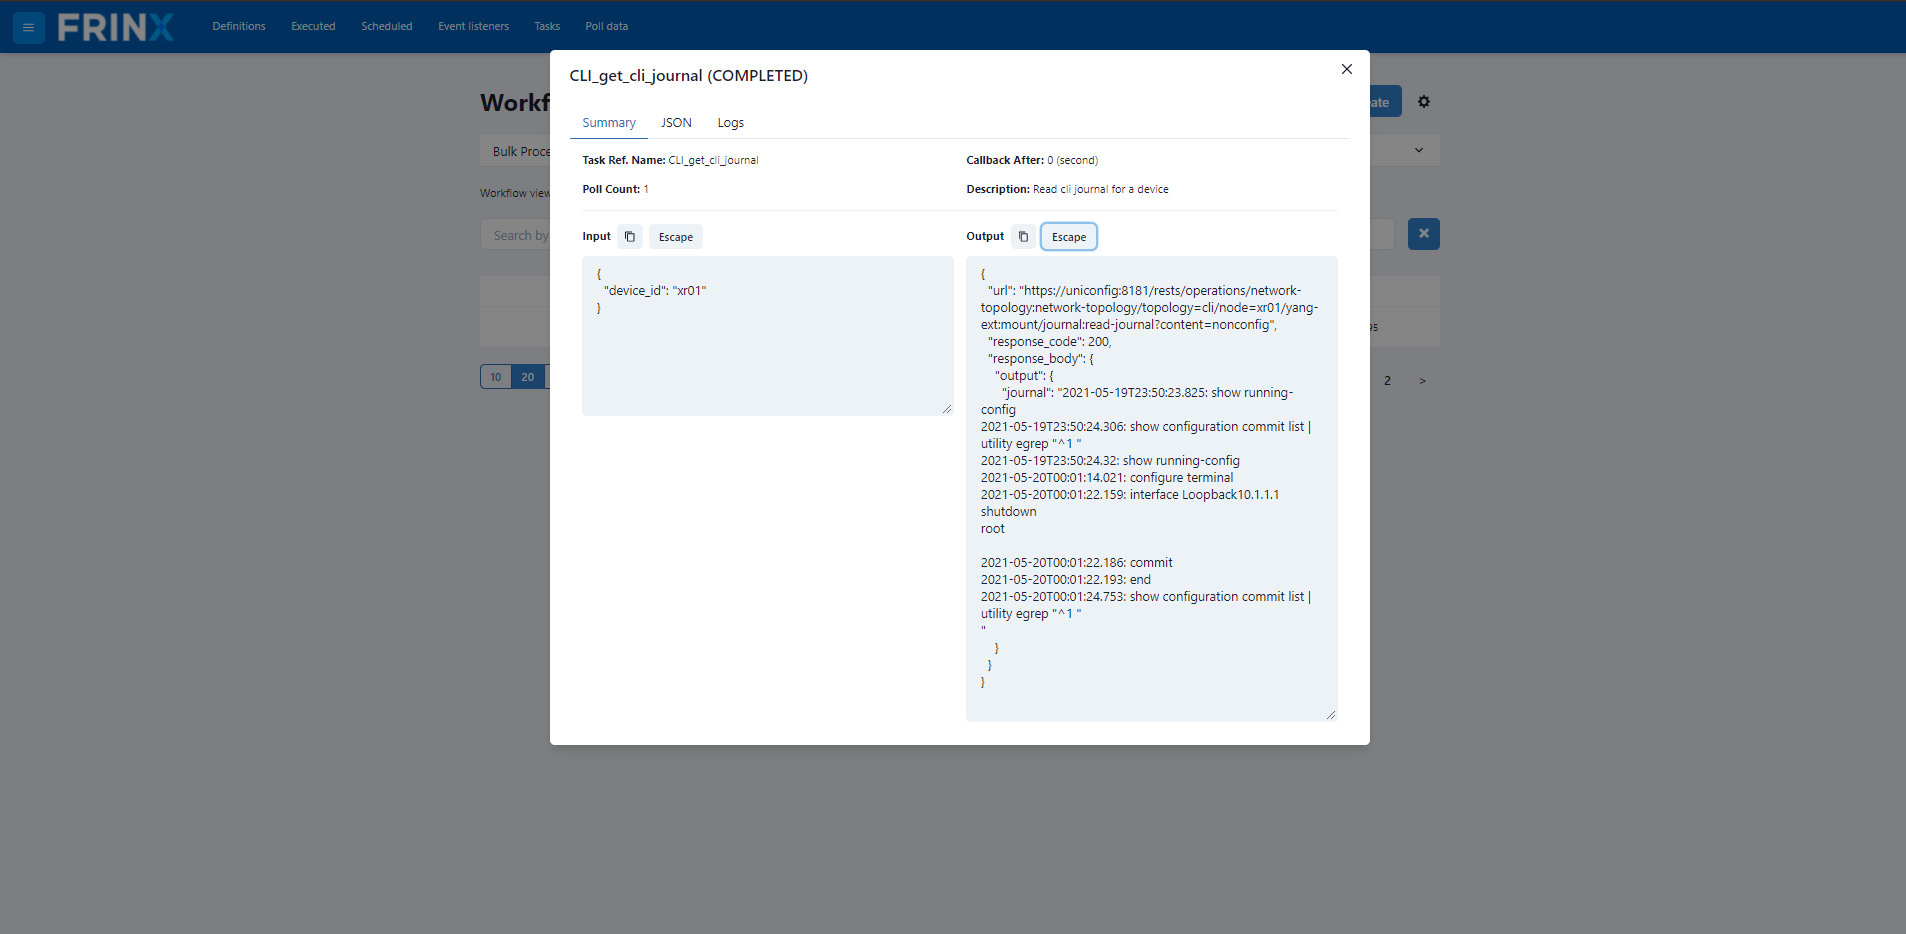 FRINX
Definitions Executed Scheduled Event listeners Tasks Poll data
CLI_get_cli_journal (COMPLETED)
Summary JSON Logs
Task Ref. Name: CLI_get_cli_journal
Callback After: 0 (second)
Poll Count: 1
Description: Read cli journal for a device
Bulk
Workflow
Search by
10 20
2 >
Input Escape
{
"device_id": "xr01"
}
Output Escape
{
"url": "https://uniconfig:8181/rests/operations/network-
topology:network-topology/topology=cli/node=xr01/yang-
ext:mount/journal:read-journal?content=nonconfig",
"response_code": 200,
"response_body": {
"output": {
"journal": "2021-05-19T23:50:23.825: show running-
config
2021-05-19T23:50:24.306: show configuration commit list |
utility egrep "^1 "
2021-05-19T23:50:24.32: show running-config
2021-05-20T00:01:14.021: configure terminal
2021-05-20T00:01:22.159: interface Loopback10.1.1.1
shutdown
root
2021-05-20T00:01:22.186: commit
2021-05-20T00:01:22.193: end
2021-05-20T00:01:24.753: show configuration commit list |
utility egrep "^1 "
"
}
}
}